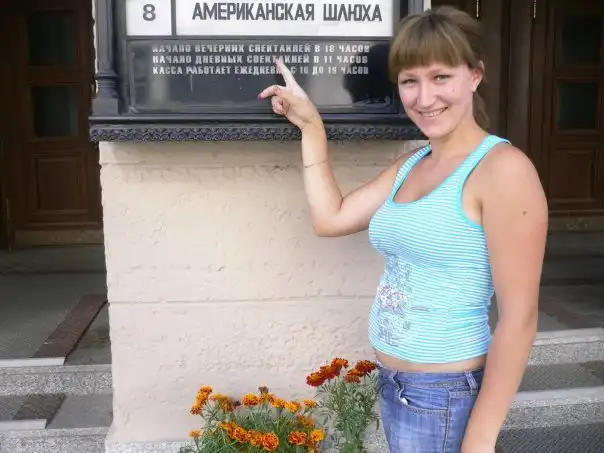 8 АМЕРИКАНСКАЯ ШЛЮХА
НАЧАЛО ВЕЧЕРНИХ СПЕКТАКЛЕЙ В 18 ЧАСОВ
НАЧАЛО ДНЕВНЫХ СПЕКТАКЛЕЙ В 11 ЧАСОВ
КАССА РАБОТАЕТ ЕЖЕДНЕВНО С 10 ДО 19 ЧАСОВ